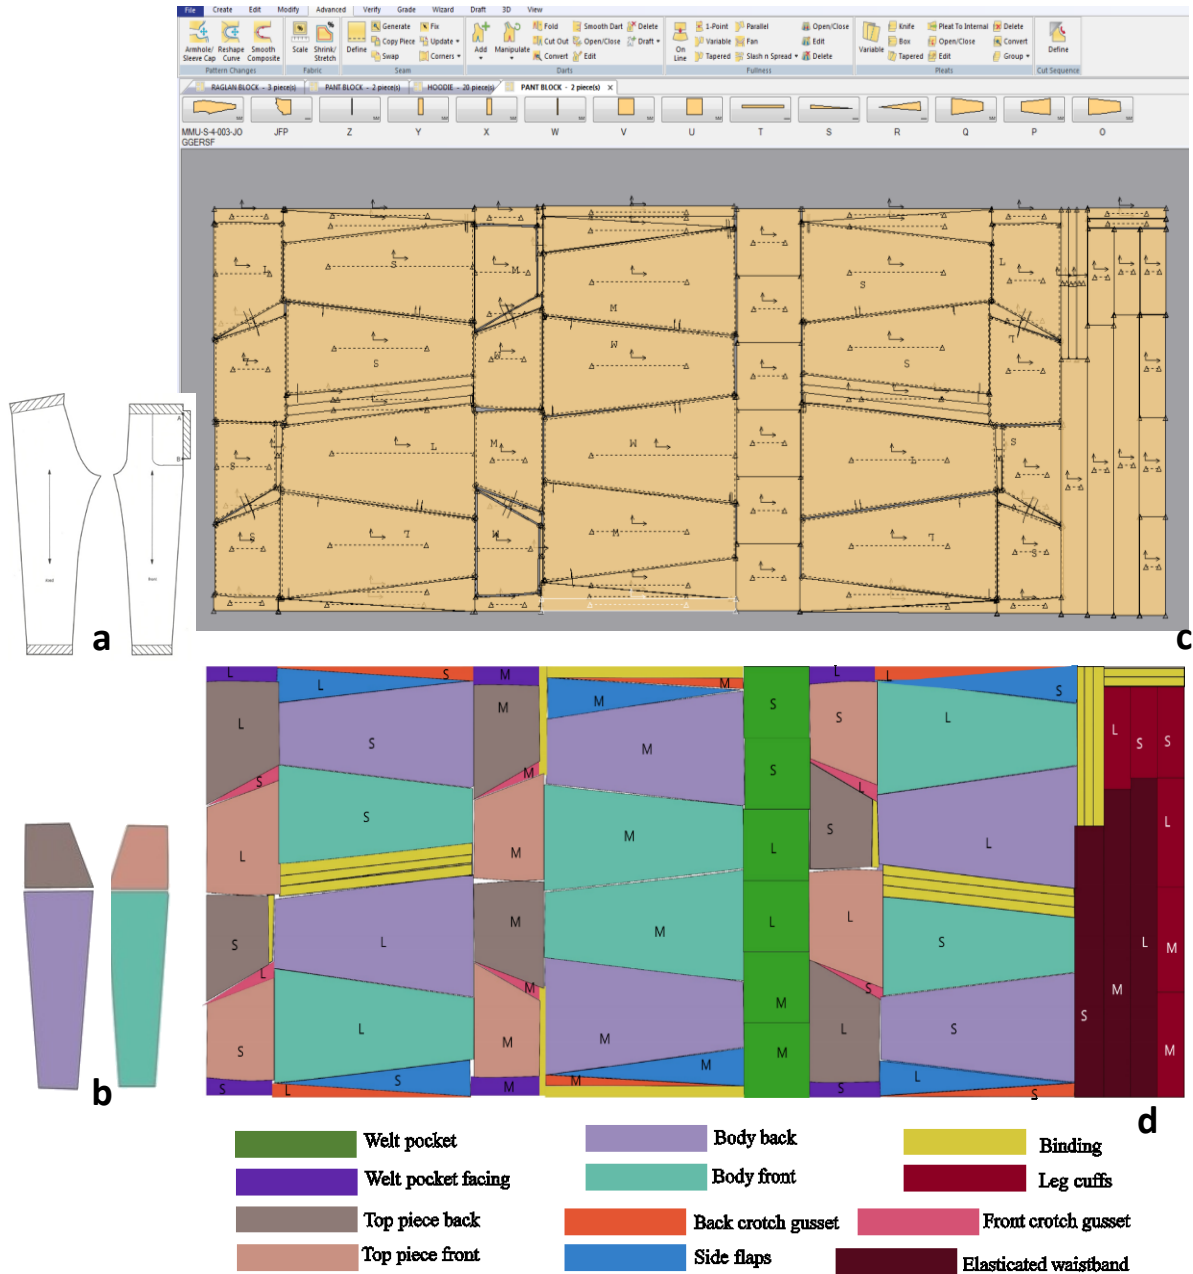 File Create Edit Modify Advanced Verify Grade Wizard Draft 3D View
Armhole/ Sleeve Cap
Reshape Curve
Smooth Composite
Pattern Changes
Scale
Shrink/ Stretch
Fabric
Define
Generate
Copy Piece
Swap
Fix
Update
Corners
Seam
Add
Manipulate
Fold
Cut Out
Convert
Smooth Dart
Open/Close
Edit
Delete
Draft
Darts
On Line
1-Point
Variable
Tapered
Parallel
Fan
Slash n Spread
Open/Close
Edit
Delete
Fullness
Variable
Knife
Box
Tapered
Pleat To Internal
Open/Close
Edit
Delete
Convert
Group
Pleats
Define
Cut Sequence
RAGLAN BLOCK - 3 piece(s)
PANT BLOCK - 2 piece(s)
HOODIE - 20 piece(s)
PANT BLOCK - 2 piece(s) x
MMU-S-4-003-JO JFP Z Y X W V U T S R Q P O
GGERSF
A
B
front
a
c
b
d
L S M L S
L S M M S S L S
L S M M S L S S
S M S
S L
L S M M L L L
S L M M L S L M
L M S M L
S L M M M L S S M
S L S M M M S L S
Welt pocket
Welt pocket facing
Top piece back
Top piece front
Body back
Body front
Back crotch gusset
Side flaps
Binding
Leg cuffs
Front crotch gusset
Elasticated waistband